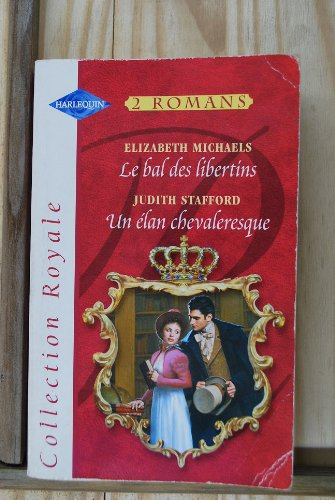 HARLEQUIN
2 ROMANS
ELIZABETH MICHAELS
Le bal des libertins
JUDITH STAFFORD
Un élan chevaleresque
Collection Royale